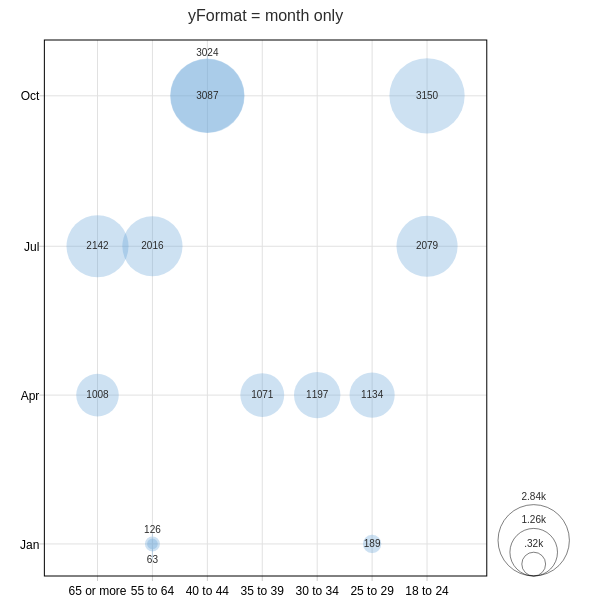 yFormat = month only
3024
Oct
3087
3150
Jul
2142
2016
2079
Apr
1008
1071
1197
1134
2.84k
1.26k
.32k
126
Jan
189
63
65 or more
55 to 64
40 to 44
35 to 39
30 to 34
25 to 29
18 to 24